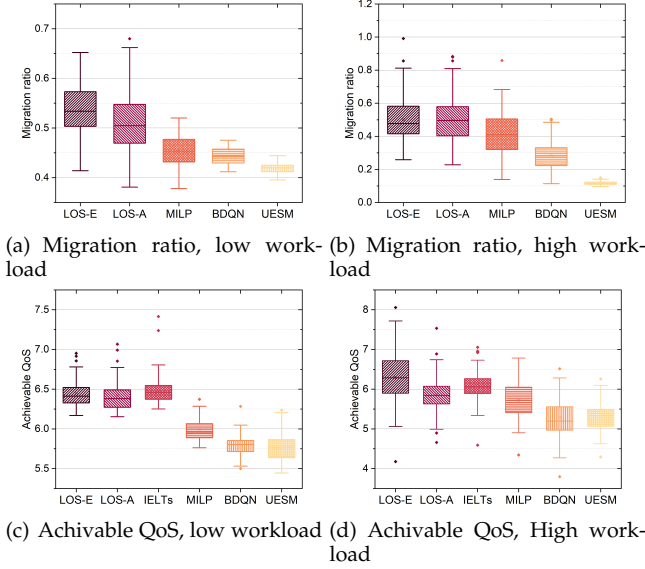 0.7
0.6
0.5
0.4
Migration ratio
LOS-E LOS-A MILP BDQN UESM
(a) Migration ratio, low work-
load
1.2
1.0
0.8
0.6
0.4
0.2
0.0
Migration ratio
LOS-E LOS-A MILP BDQN UESM
(b) Migration ratio, high work-
load
7.5
7.0
6.5
6.0
5.5
Achievable QoS
LOS-E LOS-A IELTs MILP BDQN UESM
(c) Achivable QoS, low workload
8
7
6
5
4
Achievable QoS
LOS-E LOS-A IELTs MILP BDQN UESM
(d) Achivable QoS, High work-
load